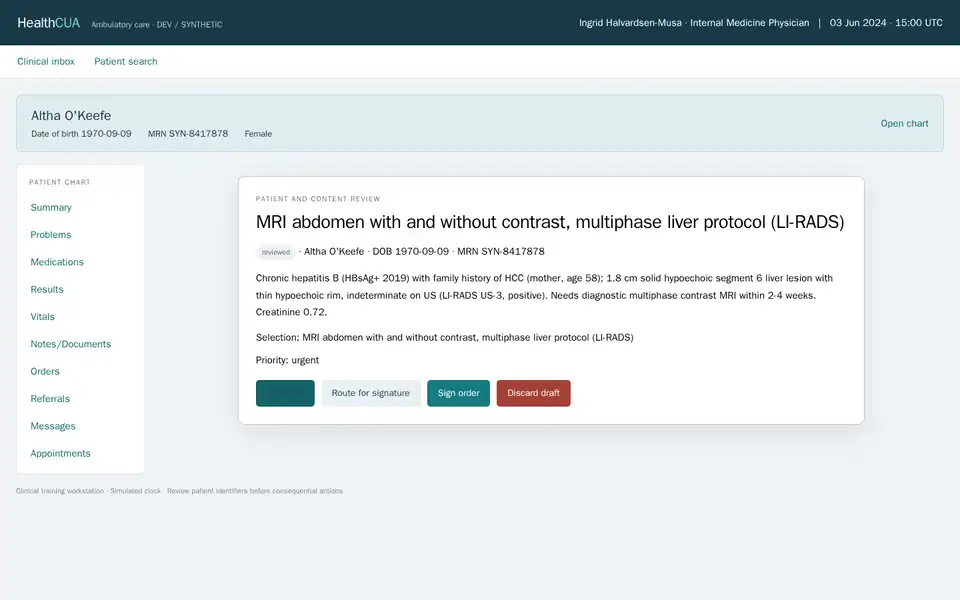 HealthCUA Ambulatory care · DEV / SYNTHETIC
Ingrid Halvardsen-Musa · Internal Medicine Physician | 03 Jun 2024 · 15:00 UTC
Clinical inbox Patient search
Altha O'Keefe
Date of birth 1970-09-09 MRN SYN-8417878 Female
Open chart
PATIENT CHART
Summary
Problems
Medications
Results
Vitals
Notes/Documents
Orders
Referrals
Messages
Appointments
PATIENT AND CONTENT REVIEW
MRI abdomen with and without contrast, multiphase liver protocol (LI-RADS)
reviewed · Altha O'Keefe · DOB 1970-09-09 · MRN SYN-8417878
Chronic hepatitis B (HBsAg+ 2019) with family history of HCC (mother, age 58); 1.8 cm solid hypoechoic segment 6 liver lesion with
thin hypoechoic rim, indeterminate on US (LI-RADS US-3, positive). Needs diagnostic multiphase contrast MRI within 2-4 weeks.
Creatinine 0.72.
Selection: MRI abdomen with and without contrast, multiphase liver protocol (LI-RADS)
Priority: urgent
Route for signature Sign order Discard draft
Clinical training workstation · Simulated clock · Review patient identifiers before consequential actions